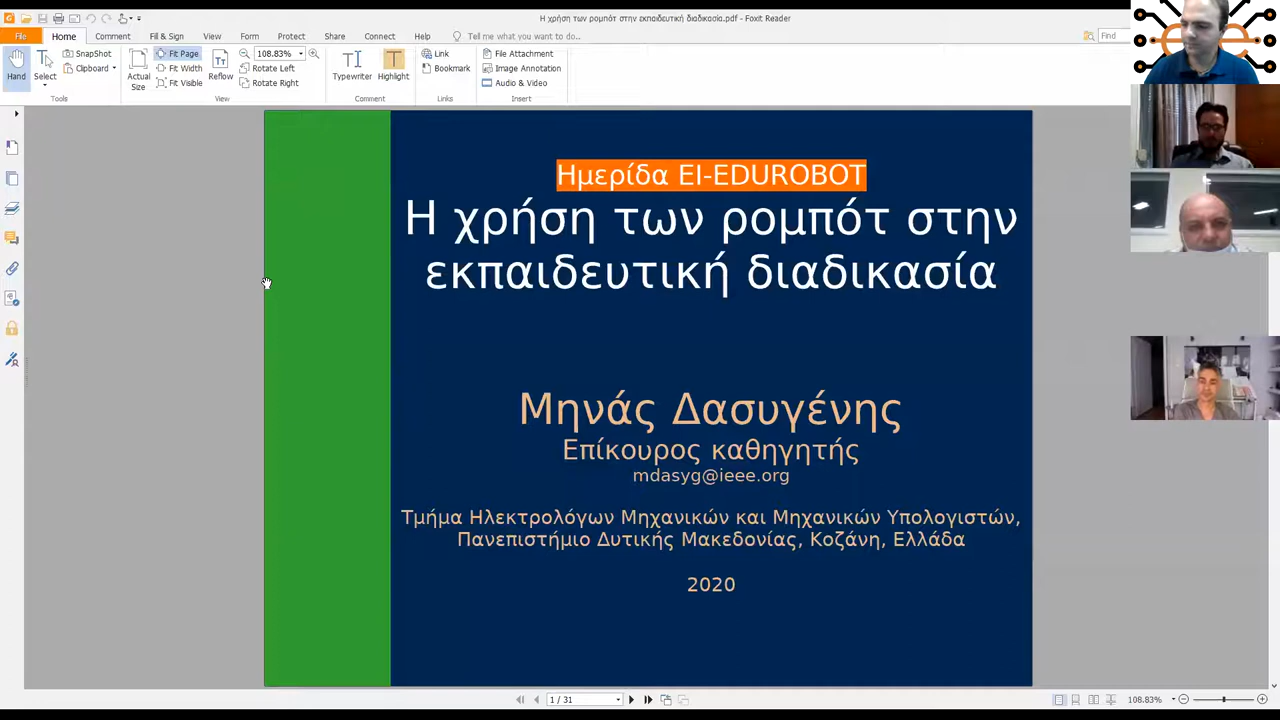 Η χρήση των ρομπότ στην εκπαιδευτική διαδικασία.pdf - Foxit Reader
File Home Comment Fill & Sign View Form Protect Share Connect Help Tell me what you want to do.. Find
Hand
Select
SnapShot
Clipboard
Tools
Actual Size
Fit Page
Fit Width
Fit Visible
Reflow
108.83%
Rotate Left
Rotate Right
View
Typewriter
Highlight
Comment
Link
Bookmark
Links
File Attachment
Image Annotation
Audio & Video
Insert
Ημερίδα EI-EDUROBOT
Η χρήση των ρομπότ στην
εκπαιδευτική διαδικασία
Μηνάς Δασυγένης
Επίκουρος καθηγητής
mdasyg@ieee.org
Τμήμα Ηλεκτρολόγων Μηχανικών και Μηχανικών Υπολογιστών,
Πανεπιστήμιο Δυτικής Μακεδονίας, Κοζάνη, Ελλάδα
2020
1 / 31
108.83%